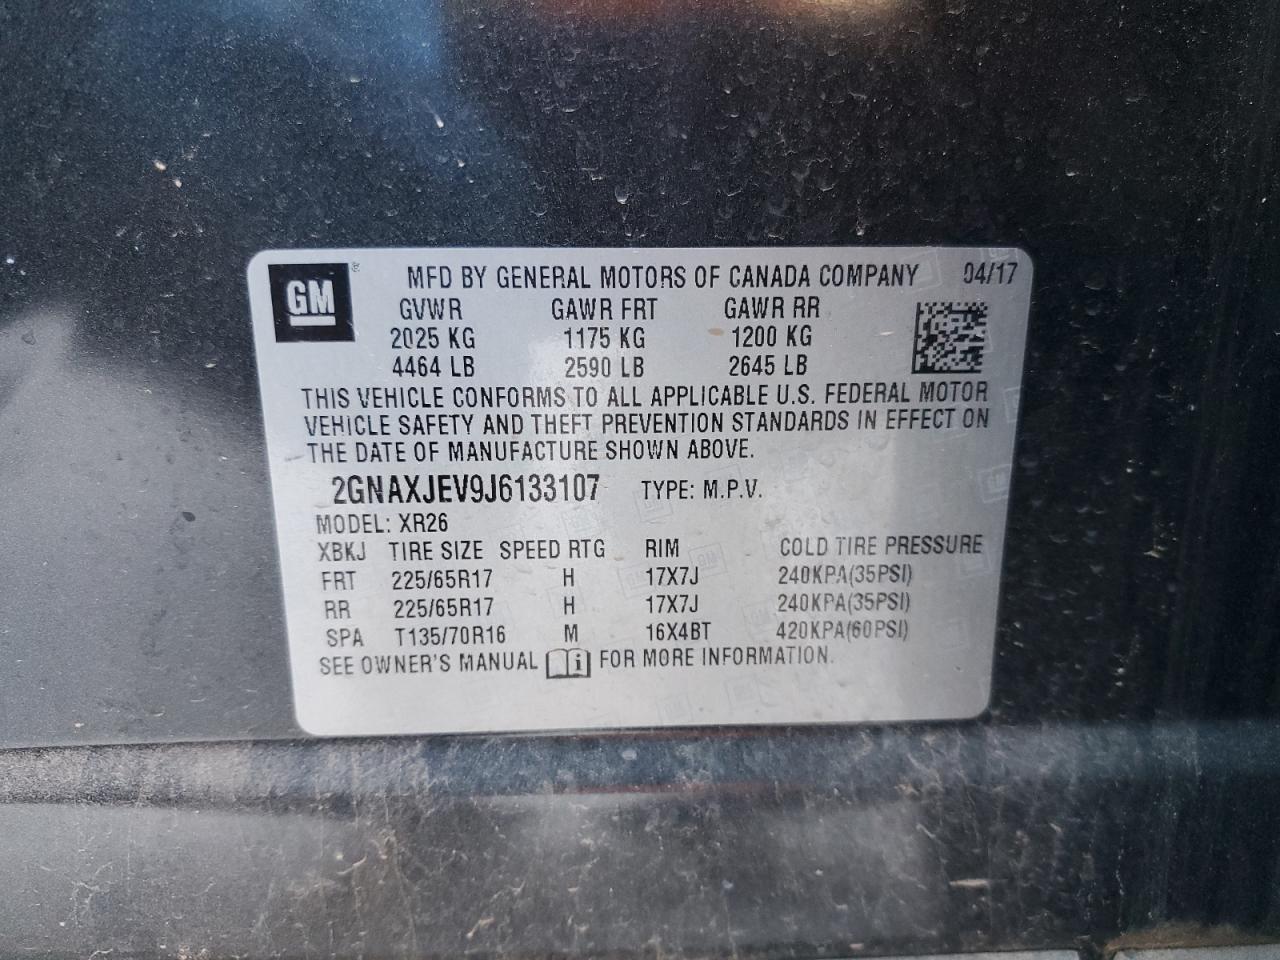 GM ® MFD BY GENERAL MOTORS OF CANADA COMPANY 04/17
GVWR GAWR FRT GAWR RR
2025 KG 1175 KG 1200 KG
4464 LB 2590 LB 2645 LB
THIS VEHICLE CONFORMS TO ALL APPLICABLE U.S. FEDERAL MOTOR
VEHICLE SAFETY AND THEFT PREVENTION STANDARDS IN EFFECT ON
THE DATE OF MANUFACTURE SHOWN ABOVE.
2GNAXJEV9J6133107 TYPE: M.P.V.
MODEL: XR26
XBKJ TIRE SIZE SPEED RTG RIM COLD TIRE PRESSURE
FRT 225/65R17 H 17X7J 240KPA(35PSI)
RR 225/65R17 H 17X7J 240KPA(35PSI)
SPA T135/70R16 M 16X4BT 420KPA(60PSI)
SEE OWNER'S MANUAL i FOR MORE INFORMATION.